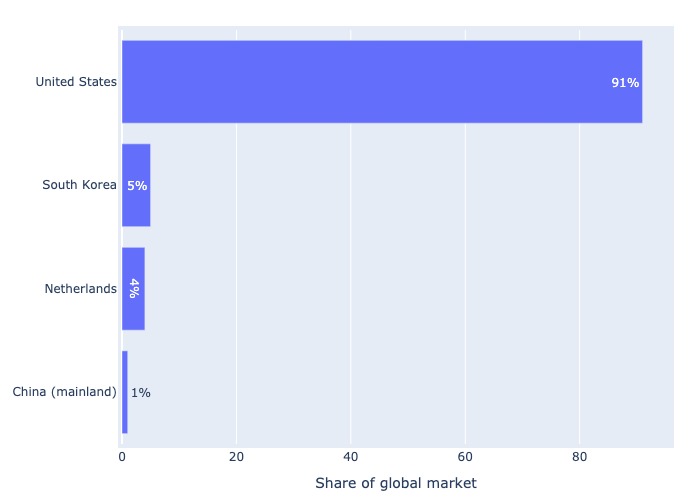 United States
91%
South Korea
5%
Netherlands
4%
China (mainland)
1%
0
20
40
60
80
Share of global market